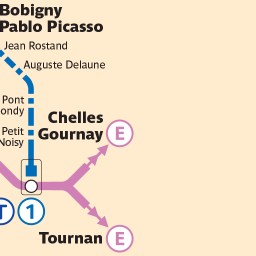 Bobigny
Pablo Picasso
Jean Rostand
Auguste Delaune
Pont
ondy
Petit
Noisy
Chelles
Gournay E
T 1
Tournan E